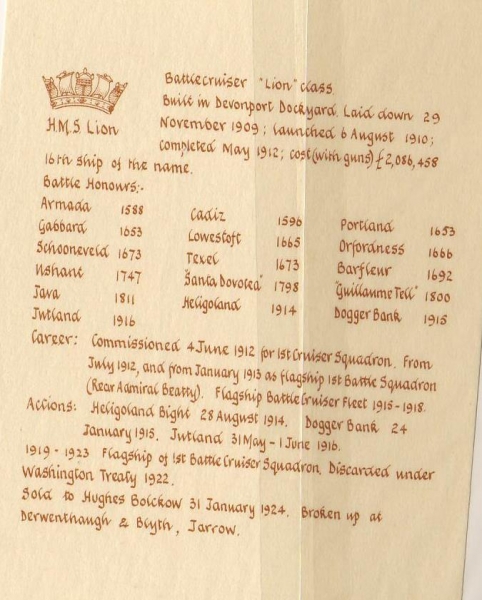 Battlecruiser "Lion" class.
Built in Devonport Dockyard. Laid down 29
November 1909; launched 6 August 1910;
completed May 1912; cost (with guns) £2,086,458
H.M.S. Lion
16th ship of the name.
Battle Honours:-
Armada 1588 Cadiz 1596 Portland 1653
Gabbard 1653 Lowestoft 1665 Orfordness 1666
Schooneveld 1673 Texel 1673 Barfleur 1692
Ushant 1747 "Santa Dorotea" 1798 "Guillaume Tell" 1800
Java 1811 Heligoland 1914 Dogger Bank 1915
Jutland 1916
Career: Commissioned 4 June 1912 for 1st Cruiser Squadron. From
July 1912, and from January 1913 as flagship 1st Battle Squadron
(Rear Admiral Beatty). Flagship Battle Cruiser Fleet 1915-1918.
Actions: Heligoland Bight 28 August 1914. Dogger Bank 24
January 1915. Jutland 31 May - 1 June 1916.
1919 - 1923 Flagship of 1st Battle Cruiser Squadron. Discarded under
Washington Treaty 1922.
Sold to Hughes Bolckow 31 January 1924. Broken up at
Derwenthaugh & Blyth, Jarrow.